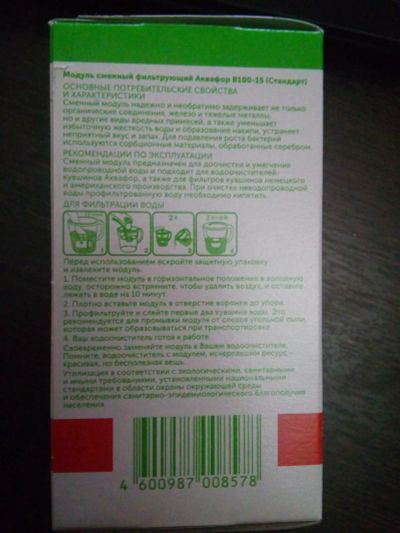 Модуль сменный фильтрующий Аквафор В100-15 (Стандарт)
ОСНОВНЫЕ ПОТРЕБИТЕЛЬСКИЕ СВОЙСТВА
И ХАРАКТЕРИСТИКИ
Сменный модуль надежно и необратимо задерживает не только
органические соединения, железо и тяжелые металлы,
но и другие виды вредных примесей, а также уменьшает
избыточную жесткость воды и образование накипи, устраняет
неприятный вкус и запах. Для подавления роста бактерий
используются сорбционные материалы, обработанные серебром.
РЕКОМЕНДАЦИИ ПО ЭКСПЛУАТАЦИИ
Сменный модуль предназначен для доочистки и умягчения
водопроводной воды и подходит для водоочистителей-
кувшинов Аквафор, а также для фильтров кувшинов немецкого
и американского производства. При очистке неводопроводной
воды профильтрованную воду необходимо кипятить.
ДЛЯ ФИЛЬТРАЦИИ ВОДЫ
1 2 2× 3 4
Перед использованием вскройте защитную упаковку
и извлеките модуль.
1. Поместите модуль в горизонтальном положении в холодную
воду, осторожно встряхните, чтобы удалить воздух, и оставьте
лежать в воде на 10 минут.
2. Плотно вставьте модуль в отверстие воронки до упора.
3. Профильтруйте и слейте первые два кувшина воды. Это
рекомендуется для промывки модуля от следов угольной пыли,
которая может образовываться при транспортировке
4. Ваш водоочиститель готов к работе
Своевременно заменяйте модуль в Вашем водоочистителе.
Помните, водоочиститель с модулем, исчерпавшим ресурс –
красивая, но бесполезная вещь.
Утилизация в соответствии с экологическими, санитарными
и иными требованиями, установленными национальными
стандартами в области охраны окружающей среды
и обеспечения санитарно-эпидемиологического благополучия
населения.
4 600987 008578